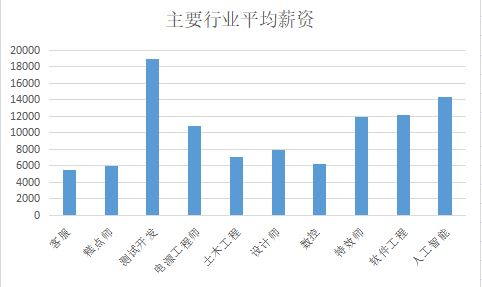 主要行业平均薪资
20000
18000
16000
14000
12000
10000
8000
6000
4000
2000
0
客服
糕点师
测试开发
电源工程师
土木工程
设计师
数控
特效师
软件工程
人工智能